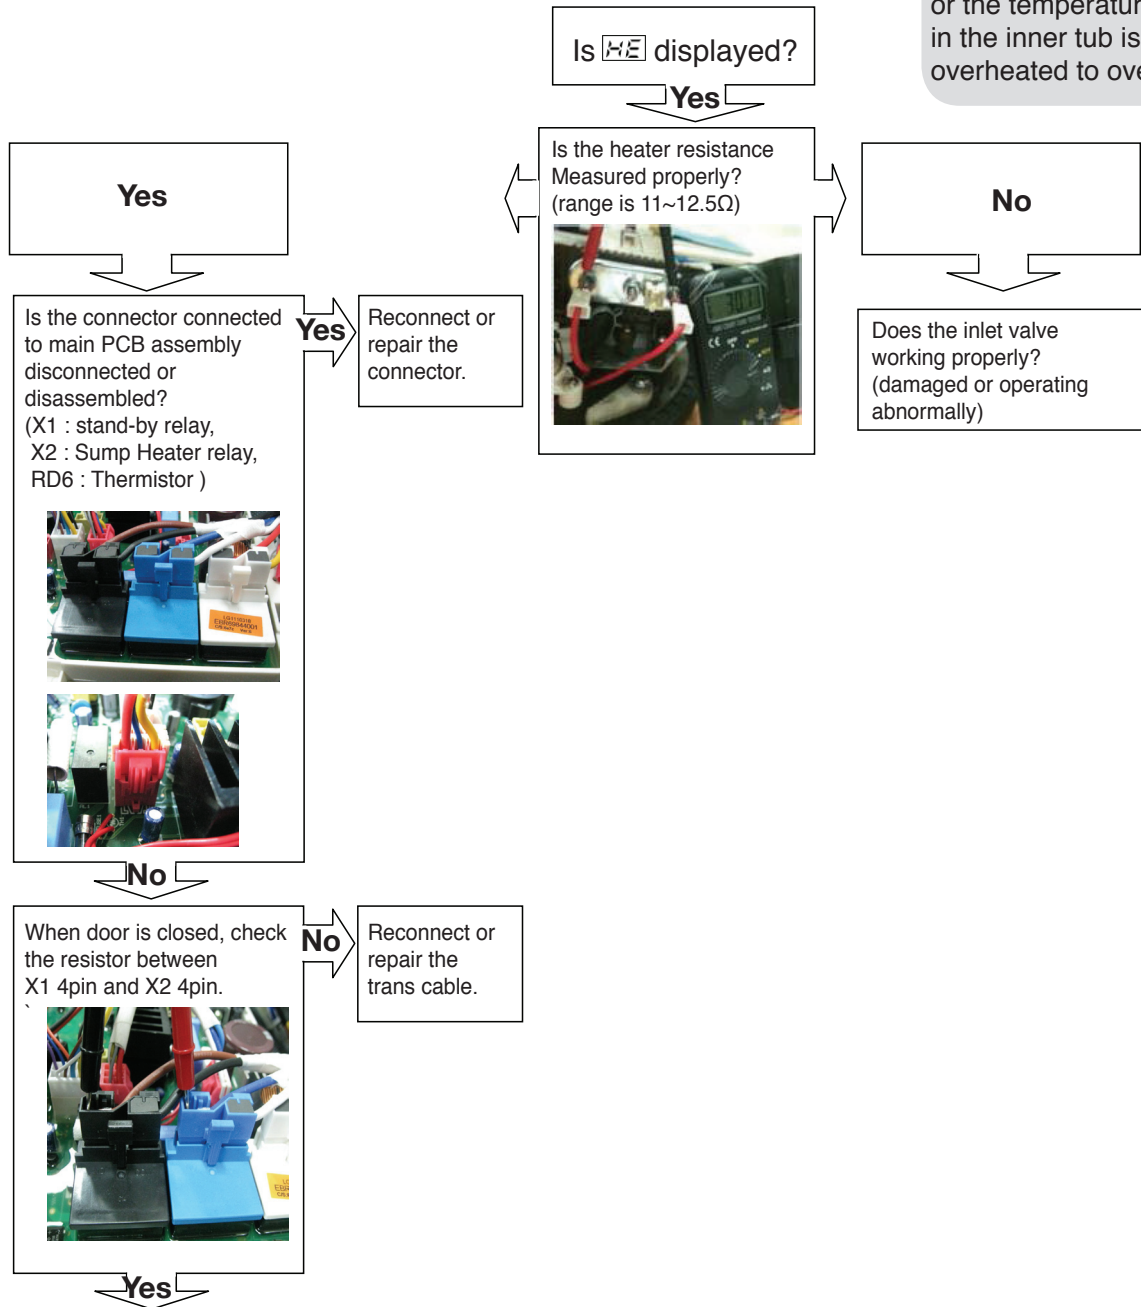 or the temperatur
in the inner tub is
overheated to ove
Is HE displayed?
Yes
Is the heater resistance
Measured properly?
(range is 11~12.5Ω)
Yes
No
Is the connector connected
to main PCB assembly
disconnected or
disassembled?
(X1 : stand-by relay,
X2 : Sump Heater relay,
RD6 : Thermistor )
Yes
Reconnect or
repair the
connector.
Does the inlet valve
working properly?
(damaged or operating
abnormally)
No
When door is closed, check
the resistor between
X1 4pin and X2 4pin.
`
No
Reconnect or
repair the
trans cable.
Yes